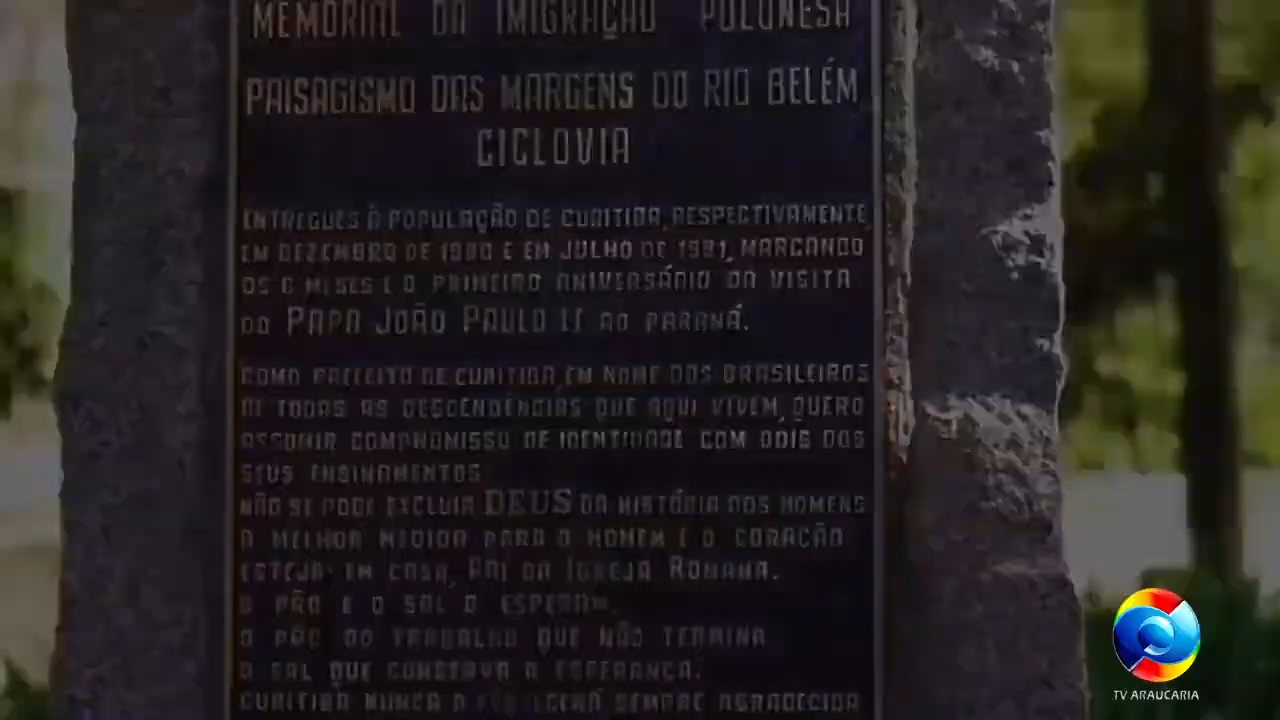 MEMORIAL DA IMIGRAÇÃO POLONESA
PAISAGISMO DAS MARGENS DO RIO BELÉM
CICLOVIA
ENTREGUES À POPULAÇÃO DE CURITIBA, RESPECTIVAMENTE,
EM DEZEMBRO DE 1980 E EM JULHO DE 1981, MARCANDO
OS 6 MESES E O PRIMEIRO ANIVERSÁRIO DA VISITA
DO PAPA JOÃO PAULO II AO PARANÁ.
COMO PREFEITO DE CURITIBA, EM NOME DOS BRASILEIROS
DE TODAS AS DESCENDÊNCIAS QUE AQUI VIVEM, QUERO
ASSUMIR COMPROMISSO DE IDENTIDADE COM DOIS DOS
SEUS ENSINAMENTOS
NÃO SE PODE EXCLUIR DEUS DA HISTÓRIA DOS HOMENS
A MELHOR MEDIDA PARA O HOMEM É O CORAÇÃO
ESTEJA EM CASA, PAI DA IGREJA ROMANA.
O PÃO E O SAL O ESPERAM.
O PÃO DO TRABALHO QUE NÃO TERMINA
O SAL QUE CONSERVA A ESPERANÇA.
CURITIBA NUNCA O SEMPRE AGRADECIDA
TV ARAUCARIA